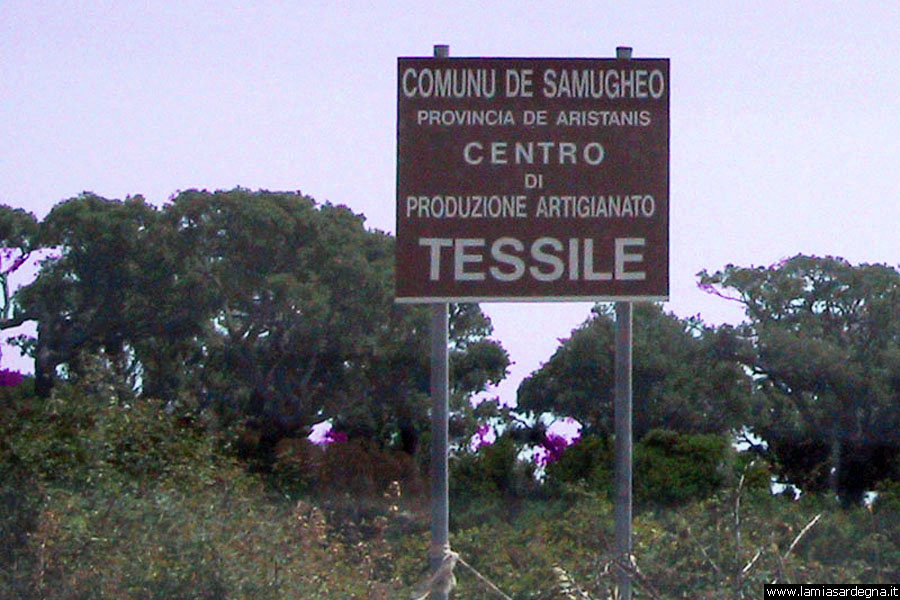 COMUNU DE SAMUGHEO
PROVINCIA DE ARISTANIS
CENTRO
DI
PRODUZIONE ARTIGIANATO
TESSILE
www.lamiasardegna.it